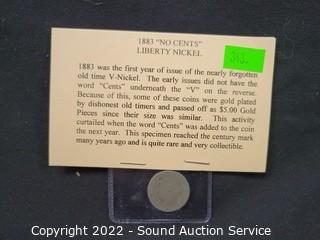 1883 "NO CENTS"
LIBERTY NICKEL
1883 was the first year of issue of the nearly forgotten
old time V-Nickel. The early issues did not have the
word "Cents" underneath the "V" on the reverse.
Because of this, some of these coins were gold plated
by dishonest old timers and passed off as $5.00 Gold
Pieces since their size was similar. This activity
curtailed when the word "Cents" was added to the coin
the next year. This specimen reached the century mark
many years ago and is quite rare and very collectible.
Copyright 2022 - Sound Auction Service